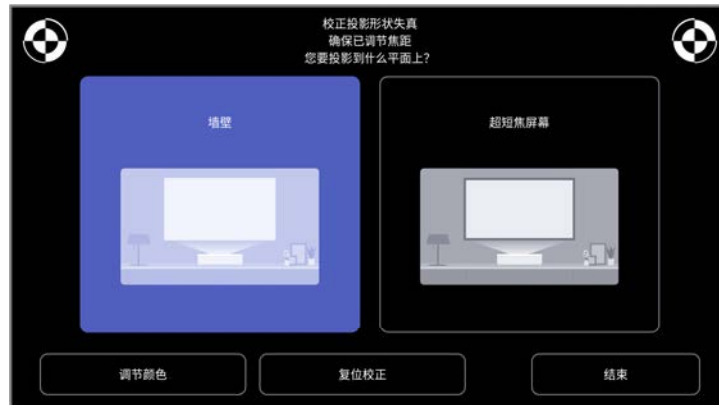 校正投影形状失真
确保已调节焦距
您要投影到什么平面上?
墙壁
超短焦屏幕
调节颜色
复位校正
结束